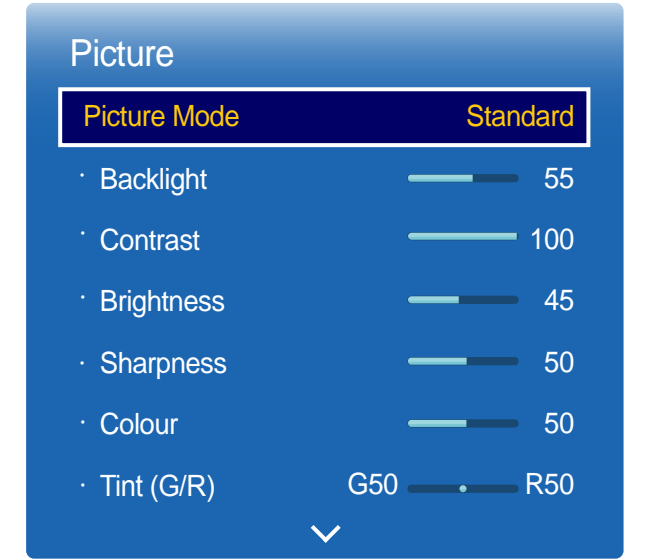 Picture
Picture Mode Standard
· Backlight 55
· Contrast 100
· Brightness 45
· Sharpness 50
· Colour 50
· Tint (G/R) G50 R50